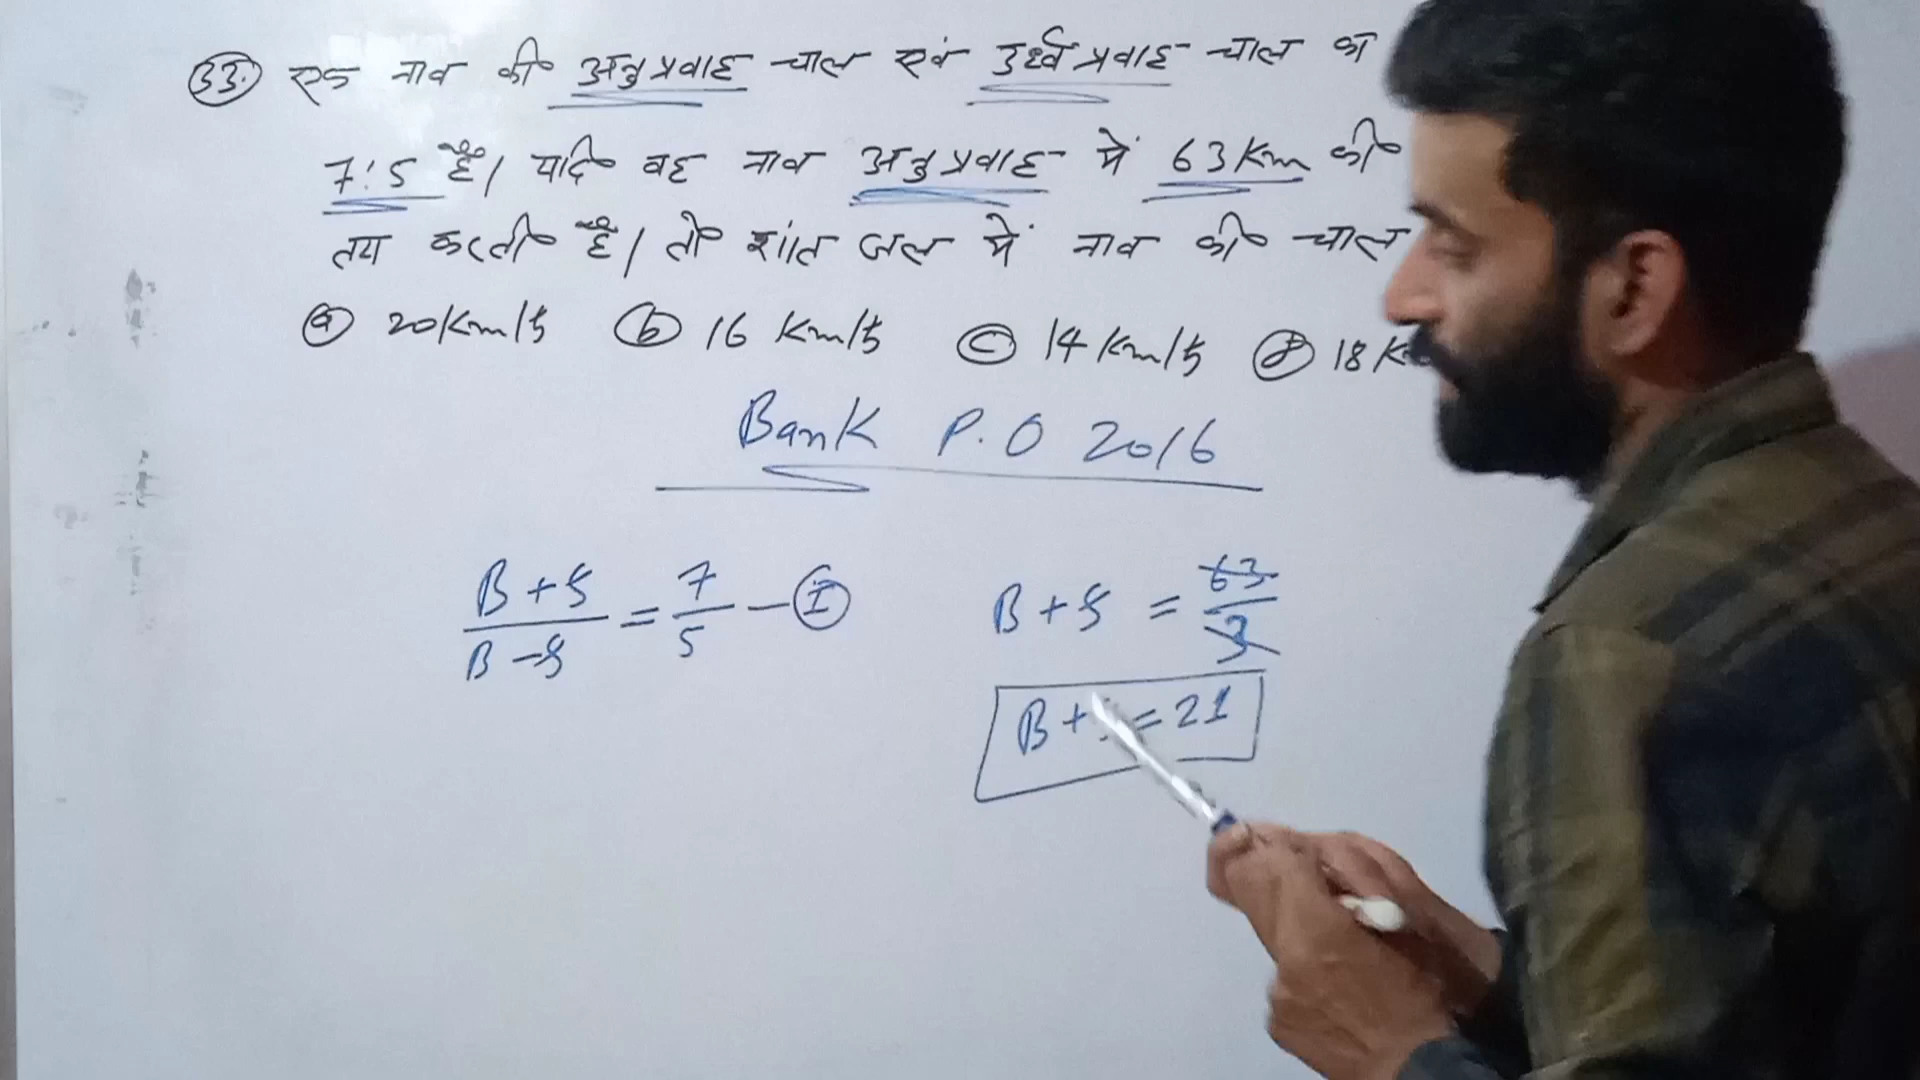 33. एक नाव की अनुप्रवाह चाल एवं उर्ध्वप्रवाह चाल का
7:5 है। यदि वह नाव अनुप्रवाह में 63 Km की
तय करती है। तो शांत जल में नाव की चाल
ⓐ 20 Km/h ⓑ 16 Km/h ⓒ 14 Km/h ⓓ 18 K
Bank P.O 2016
B+S/B-S = 7/5 - Ⅰ
B+S = 63/3
B+ = 21